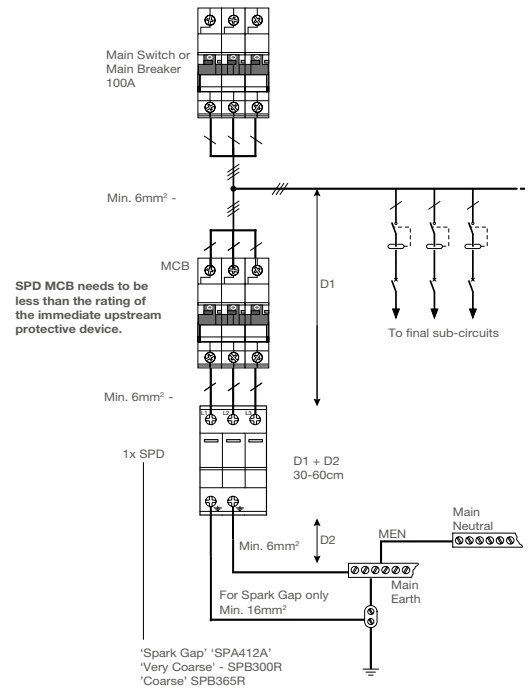 Main Switch or
Main Breaker
100A
Min. 6mm² -
MCB
D1
SPD MCB needs to be
less than the rating of
the immediate upstream
protective device.
To final sub-circuits
Min. 6mm² -
L1 L2 L3
1x SPD
D1 + D2
30-60cm
Main
Neutral
MEN
D2
Min. 6mm²
Main
Earth
For Spark Gap only
Min. 16mm²
'Spark Gap' 'SPA412A'
'Very Coarse' - SPB300R
'Coarse' SPB365R